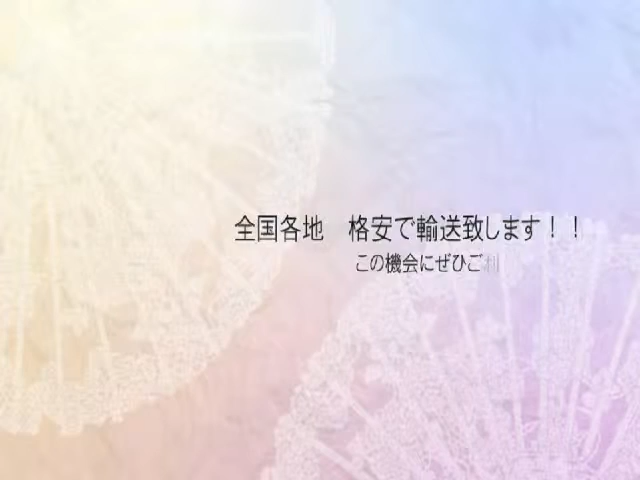 全国各地　格安で輸送致します！！
この機会にぜひご利